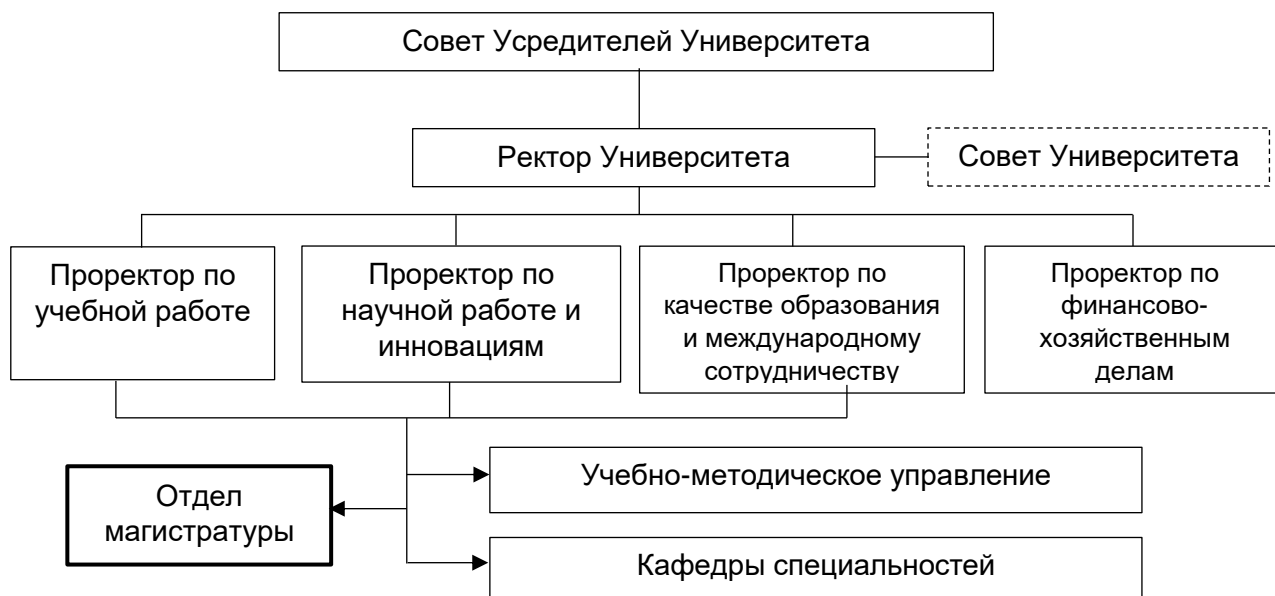 Совет Усредителей Университета
Ректор Университета
Совет Университета
Проректор по
учебной работе
Проректор по
научной работе и
инновациям
Проректор по
качестве образования
и международному
сотрудничеству
Проректор по
финансово-
хозяйственным
делам
Учебно-методическое управление
Отдел
магистратуры
Кафедры специальностей